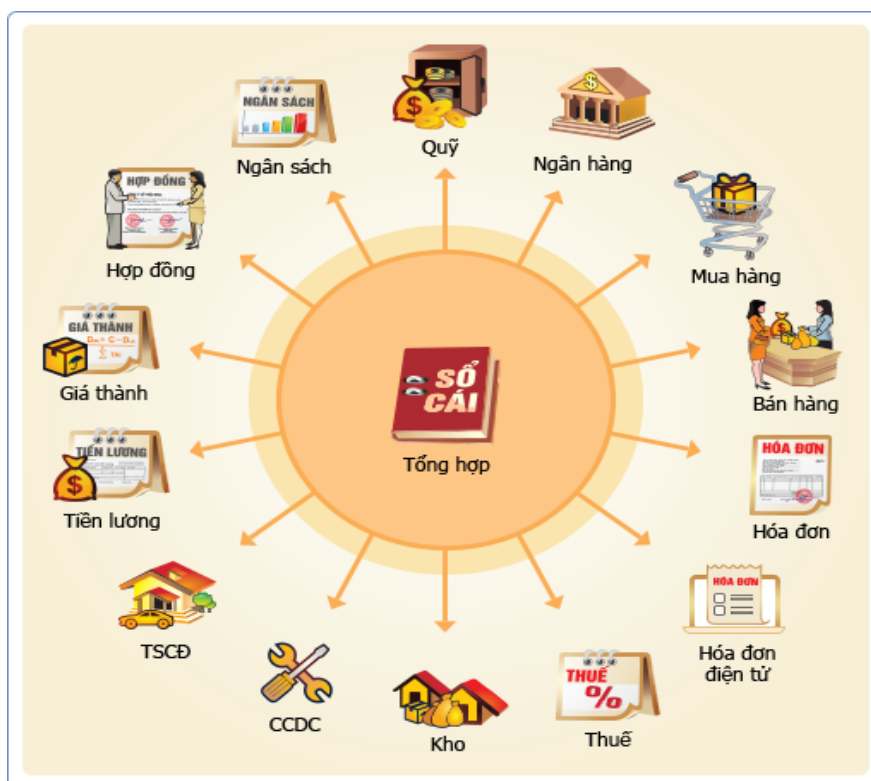 NGÂN SÁCH
Ngân sách
Quỹ
Ngân hàng
HỢP ĐỒNG
Hợp đồng
Mua hàng
GIÁ THÀNH
Giá thành
Bán hàng
SỔ
CÁI
Tổng hợp
TIỀN LƯƠNG
Tiền lương
HÓA ĐƠN
Hóa đơn
TSCĐ
HÓA ĐƠN
Hóa đơn
điện tử
CCDC
Kho
THUẾ
%
Thuế